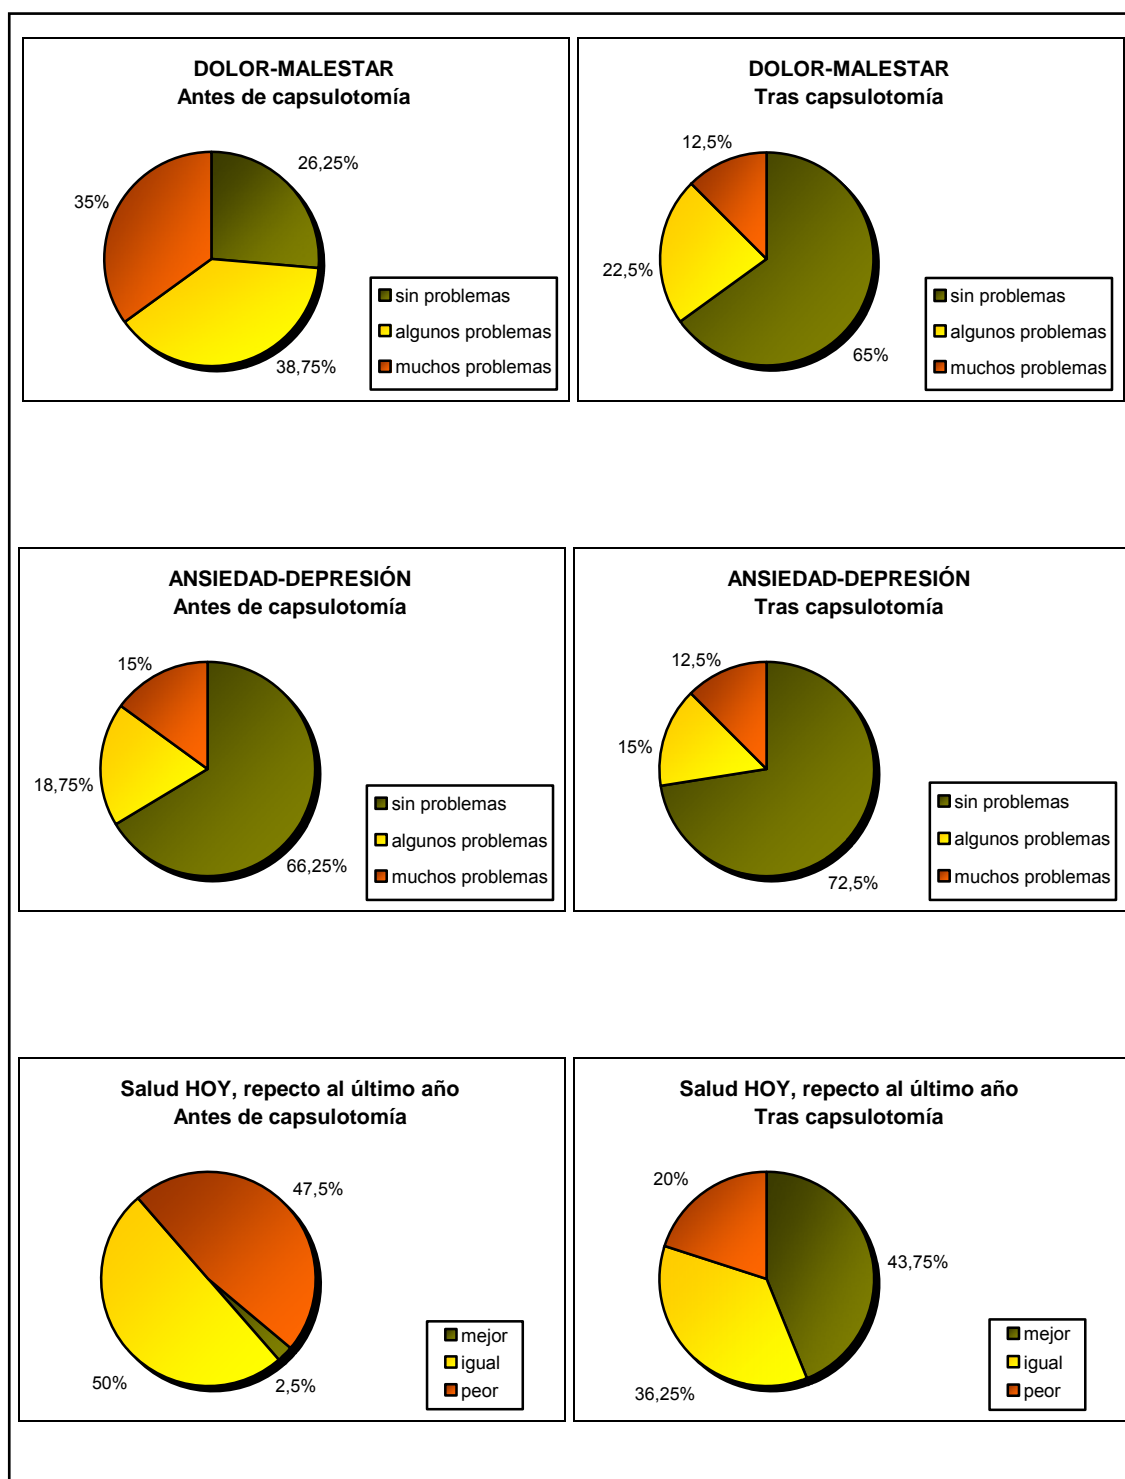 DOLOR-MALESTAR
Antes de capsulotomía
26,25%
35%
38,75%
sin problemas
algunos problemas
muchos problemas
DOLOR-MALESTAR
Tras capsulotomía
12,5%
22,5%
65%
sin problemas
algunos problemas
muchos problemas
ANSIEDAD-DEPRESIÓN
Antes de capsulotomía
15%
18,75%
66,25%
sin problemas
algunos problemas
muchos problemas
ANSIEDAD-DEPRESIÓN
Tras capsulotomía
12,5%
15%
72,5%
sin problemas
algunos problemas
muchos problemas
Salud HOY, repecto al último año
Antes de capsulotomía
47,5%
50%
2,5%
mejor
igual
peor
Salud HOY, repecto al último año
Tras capsulotomía
20%
43,75%
36,25%
mejor
igual
peor